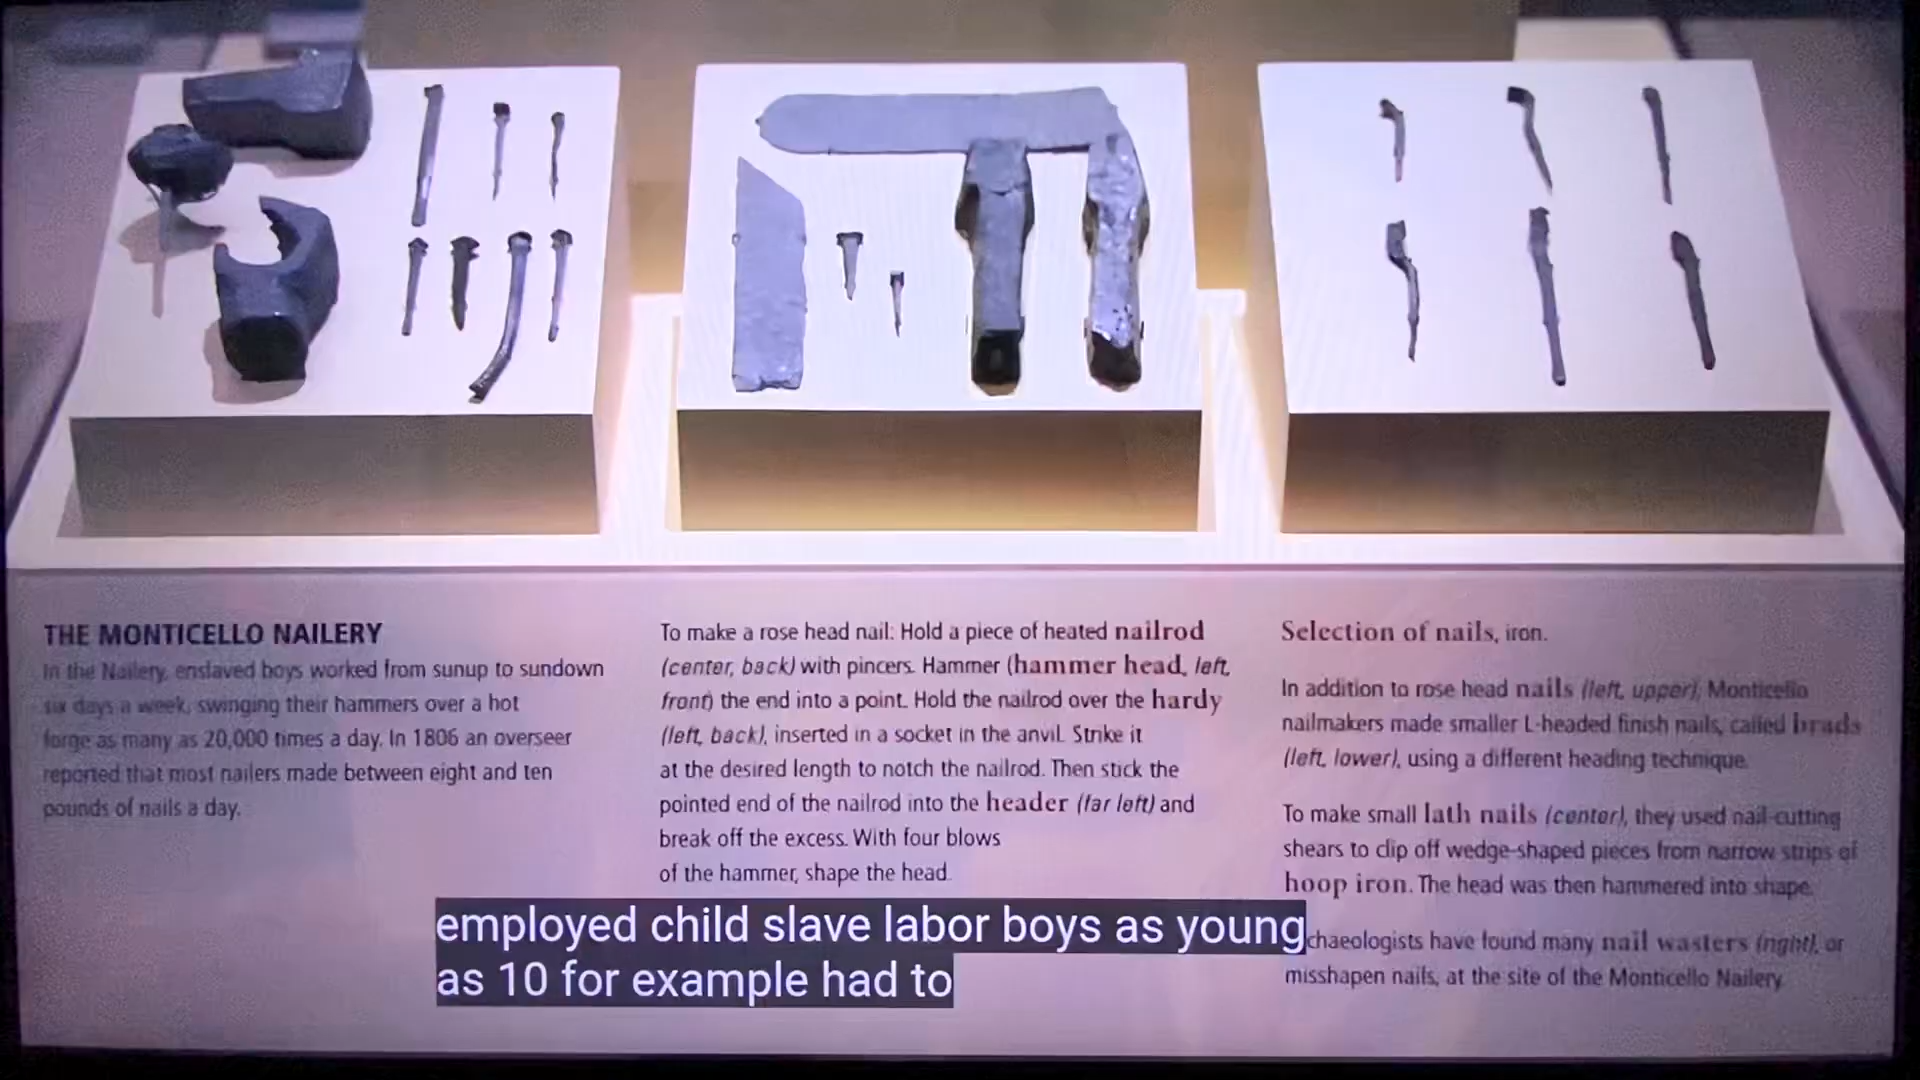 THE MONTICELLO NAILERY
In the Nailery, enslaved boys worked from sunup to sundown
six days a week, swinging their hammers over a hot
forge as many as 20,000 times a day. In 1806 an overseer
reported that most nailers made between eight and ten
pounds of nails a day.
To make a rose head nail: Hold a piece of heated nailrod
(center, back) with pincers. Hammer (hammer head, left,
front) the end into a point. Hold the nailrod over the hardy
(left, back), inserted in a socket in the anvil. Strike it
at the desired length to notch the nailrod. Then stick the
pointed end of the nailrod into the header (far left) and
break off the excess. With four blows
of the hammer, shape the head.
Selection of nails, iron.
In addition to rose head nails (left, upper), Monticello
nailmakers made smaller L-headed finish nails, called brads
(left, lower), using a different heading technique.
To make small lath nails (center), they used nail-cutting
shears to clip off wedge-shaped pieces from narrow strips of
hoop iron. The head was then hammered into shape.
chaeologists have found many nail wasters (right), or
misshapen nails, at the site of the Monticello Nailery.
employed child slave labor boys as young
as 10 for example had to